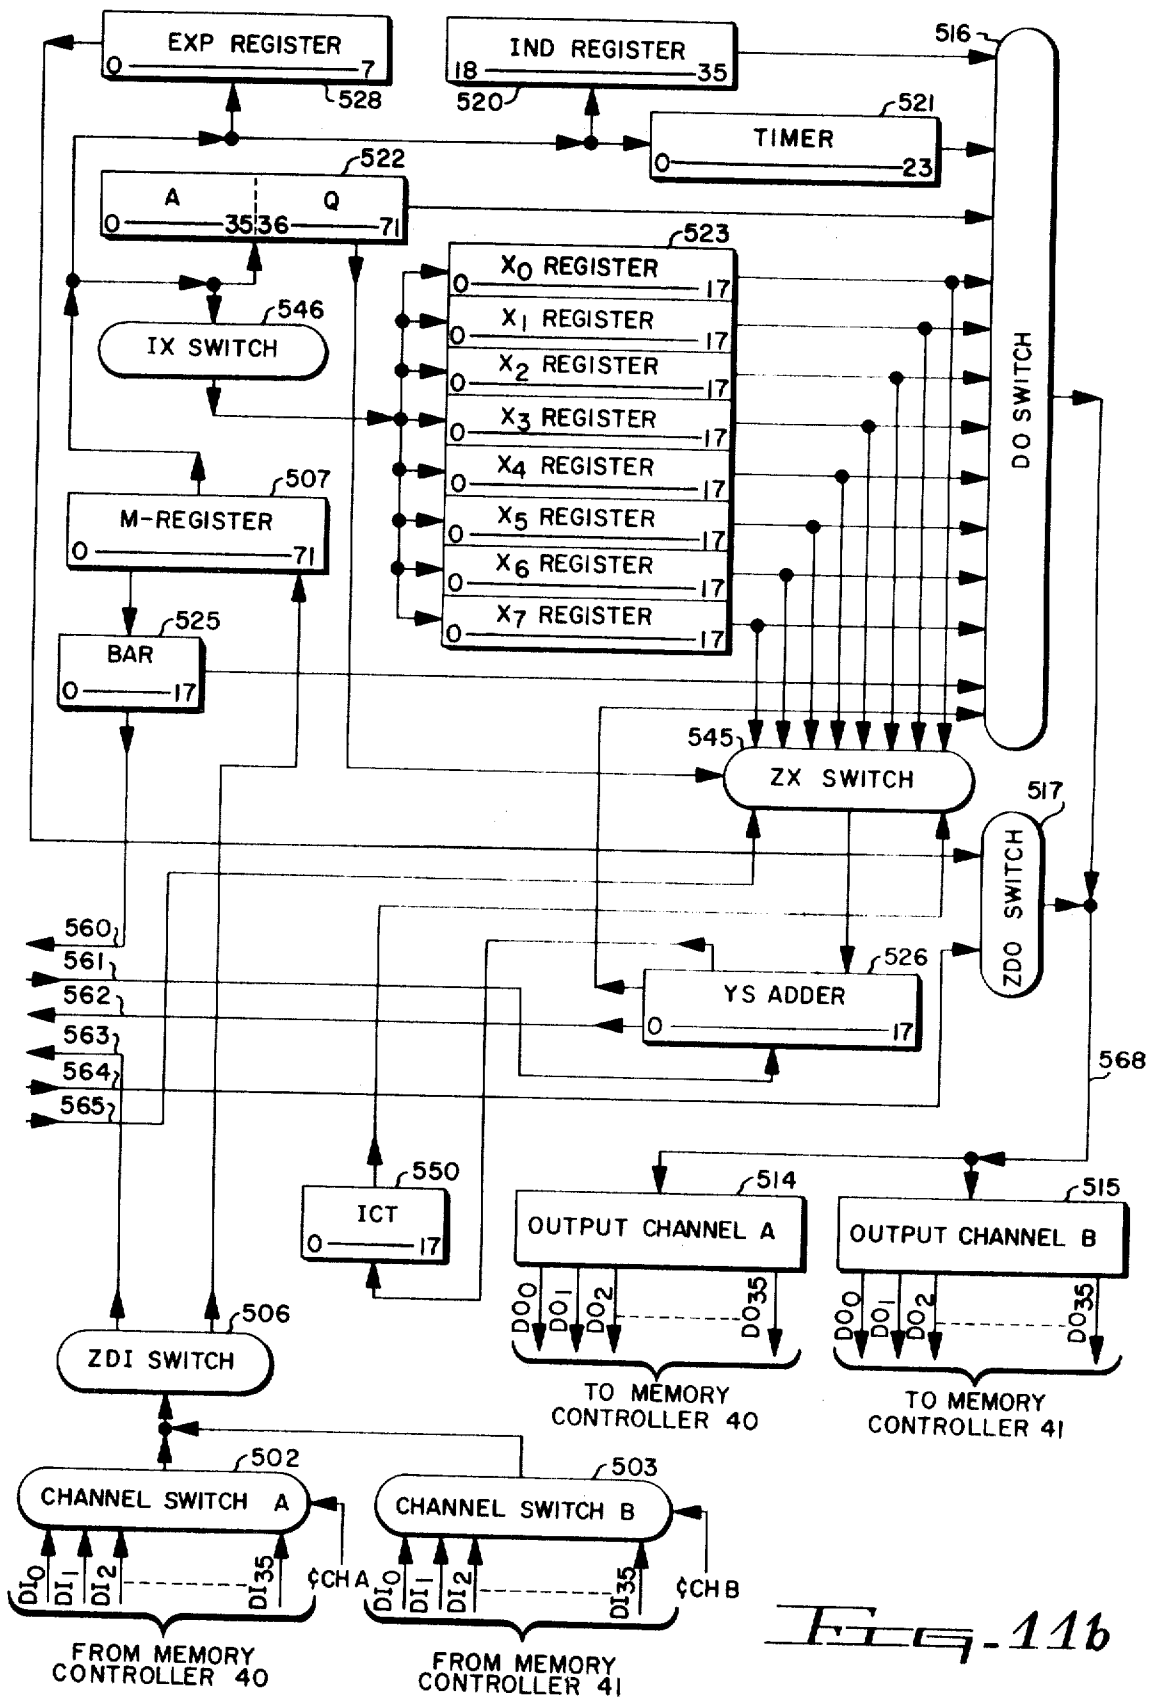 EXP REGISTER
0 7
528
IND REGISTER
18 35
520
516
521
TIMER
0 23
522
A Q
0 35 36 71
523
X0 REGISTER
0 17
X1 REGISTER
0 17
X2 REGISTER
0 17
X3 REGISTER
0 17
X4 REGISTER
0 17
X5 REGISTER
0 17
X6 REGISTER
0 17
X7 REGISTER
0 17
DO SWITCH
546
IX SWITCH
507
M-REGISTER
0 71
525
BAR
0 17
545
ZX SWITCH
517
ZDO SWITCH
560
561
562
563
564
565
526
YS ADDER
0 17
568
550
ICT
0 17
514
OUTPUT CHANNEL A
DO0 DO1 DO2 DO35
TO MEMORY
CONTROLLER 40
515
OUTPUT CHANNEL B
DO0 DO1 DO2 DO35
TO MEMORY
CONTROLLER 41
506
ZDI SWITCH
502
CHANNEL SWITCH A
DI0 DI1 DI2 DI35
¢CHA
FROM MEMORY
CONTROLLER 40
503
CHANNEL SWITCH B
DI0 DI1 DI2 DI35
¢CHB
FROM MEMORY
CONTROLLER 41
Fig-11b